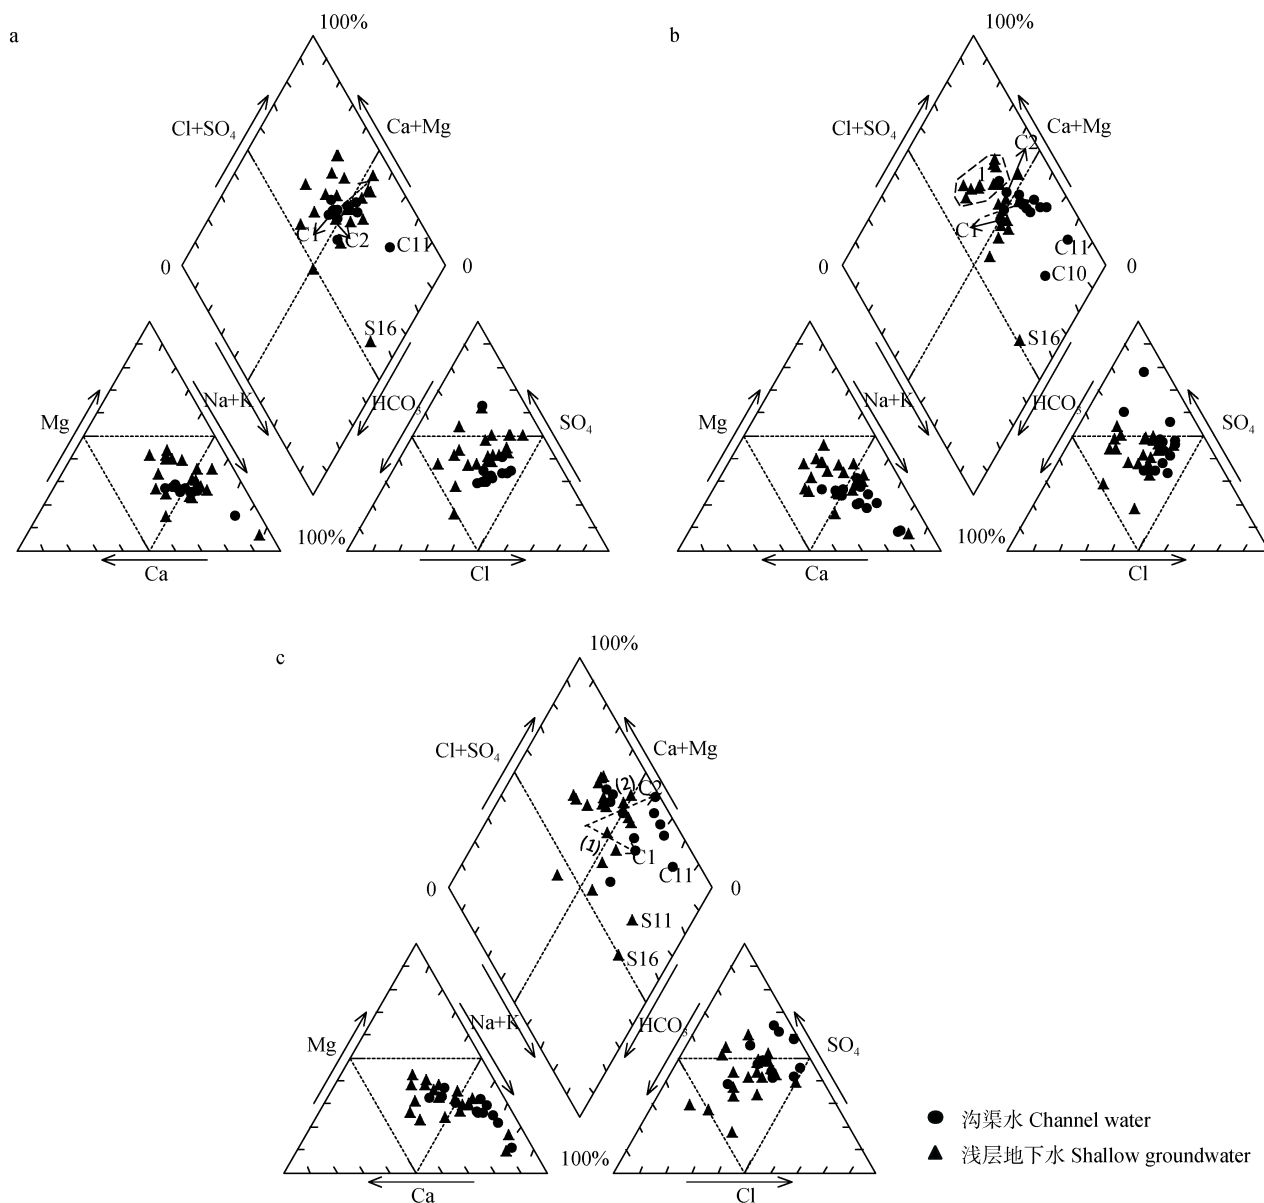 a
100%
Cl+SO₄
Ca+Mg
C1
C2
C11
0
0
S16
Mg
Na+K
HCO₃
SO₄
100%
Ca
Cl
b
100%
Cl+SO₄
Ca+Mg
C2
1
C1
C11
C10
0
0
S16
Mg
Na+K
HCO₃
SO₄
100%
Ca
Cl
c
100%
Cl+SO₄
Ca+Mg
(2)
C2
(1)
C1
C11
0
0
S11
S16
Mg
Na+K
HCO₃
SO₄
100%
Ca
Cl
沟渠水 Channel water
浅层地下水 Shallow groundwater